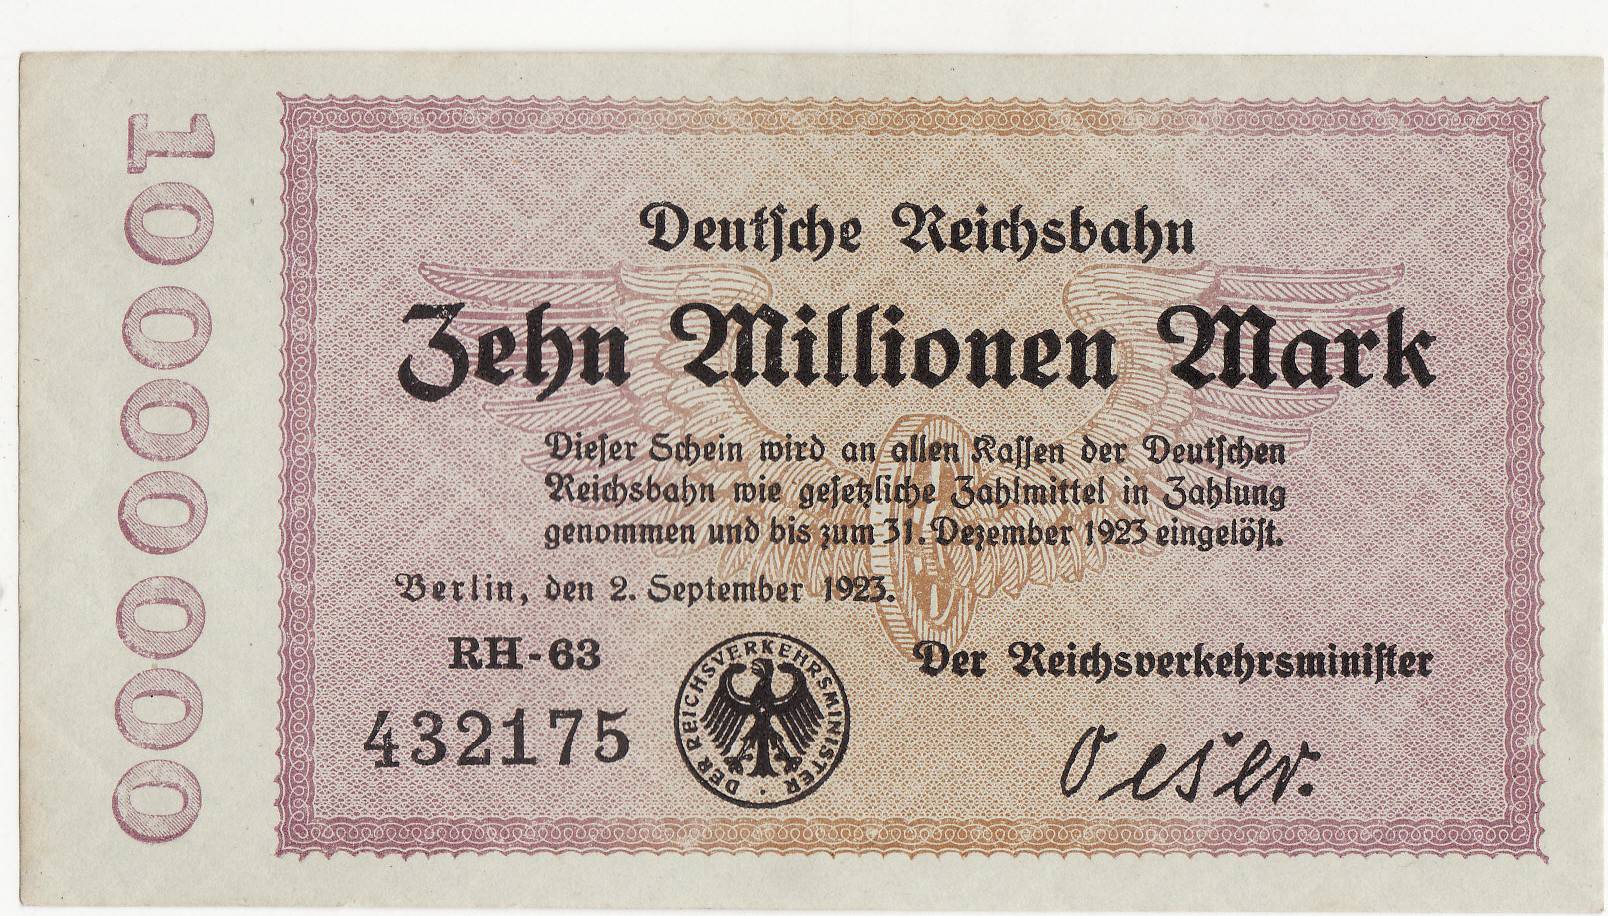 10000000
Deutsche Reichsbahn
Zehn Millionen Mark
Dieser Schein wird an allen Kassen der Deutschen
Reichsbahn wie gesetzliche Zahlmittel in Zahlung
genommen und bis zum 31. Dezember 1923 eingelöst.
Berlin, den 2. September 1923.
RH-63
432175
DER REICHSVERKEHRSMINISTER
Der Reichsverkehrsminister
Oeser.